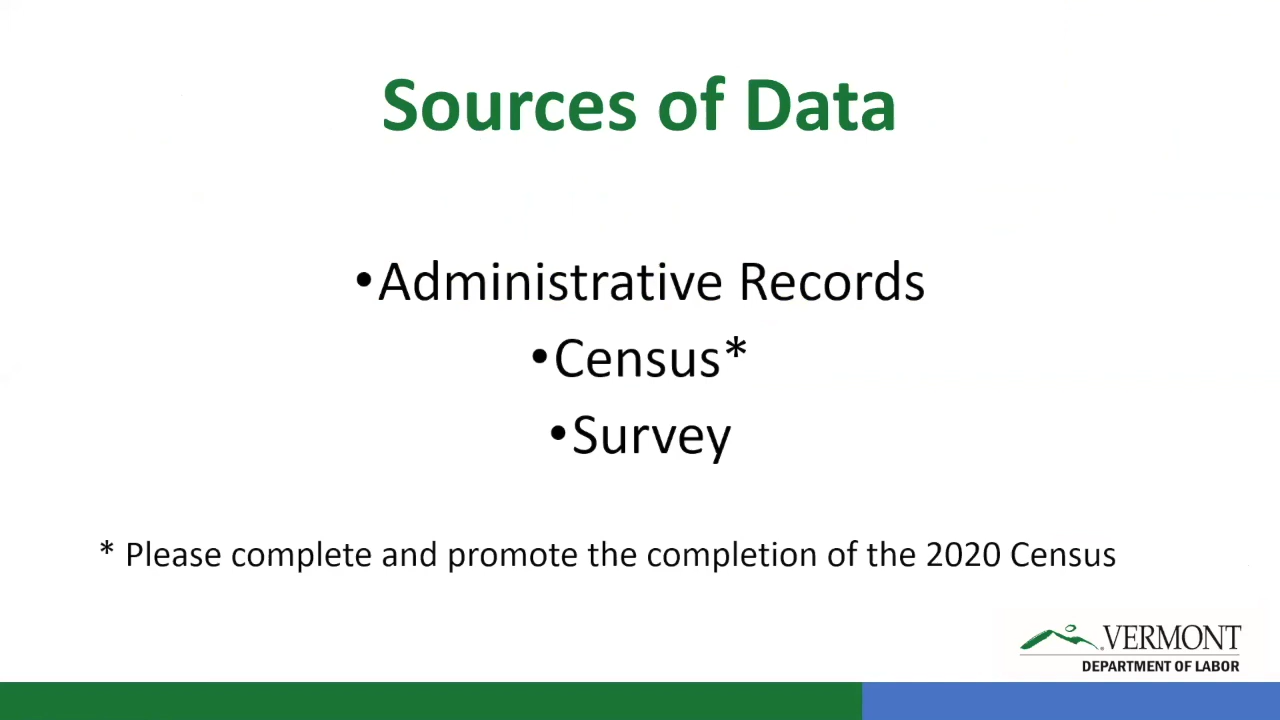 Sources of Data
•Administrative Records
•Census*
•Survey
* Please complete and promote the completion of the 2020 Census
VERMONT
DEPARTMENT OF LABOR